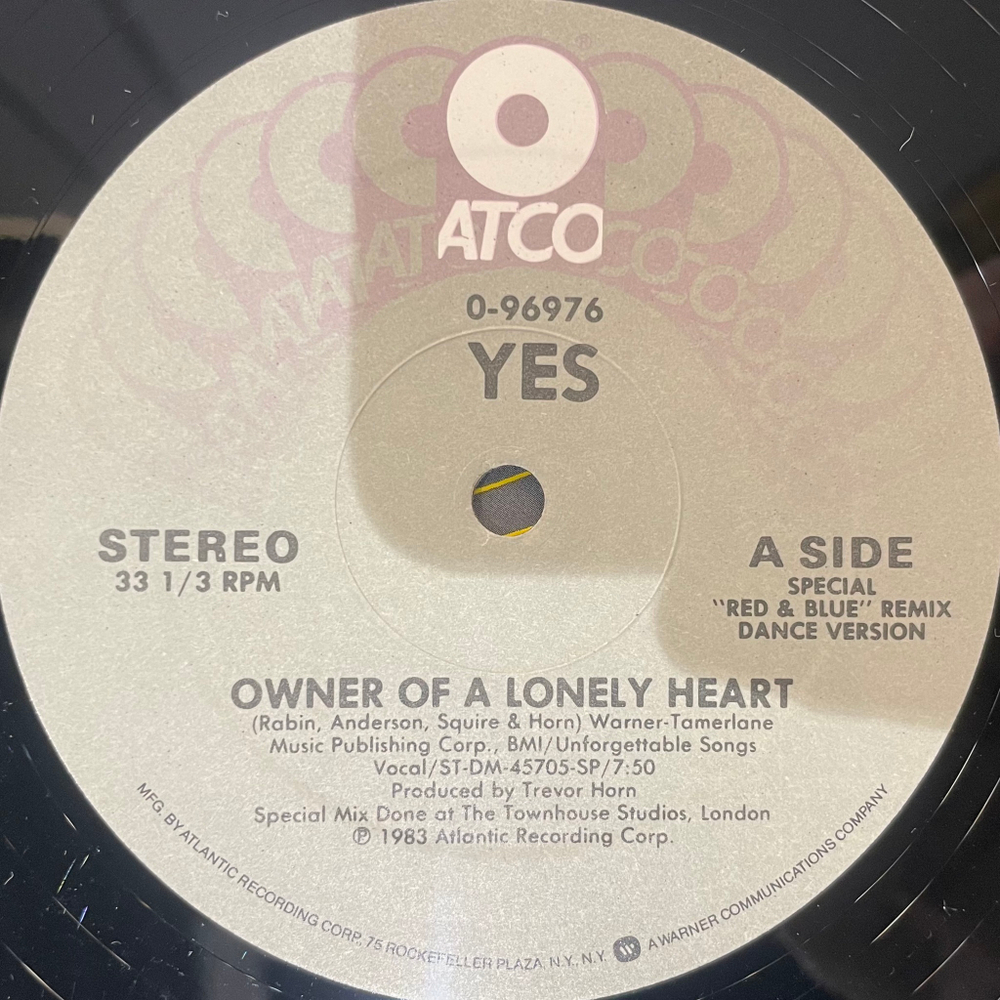 ATCO
0-96976
YES
STEREO
33 1/3 RPM
A SIDE
SPECIAL
"RED & BLUE" REMIX
DANCE VERSION
OWNER OF A LONELY HEART
(Rabin, Anderson, Squire & Horn) Warner-Tamerlane
Music Publishing Corp., BMI/Unforgettable Songs
Vocal/ST-DM-45705-SP/7:50
Produced by Trevor Horn
Special Mix Done at The Townhouse Studios, London
℗ 1983 Atlantic Recording Corp.
MFG. BY ATLANTIC RECORDING CORP., 75 ROCKEFELLER PLAZA, N.Y., N.Y. A WARNER COMMUNICATIONS COMPANY